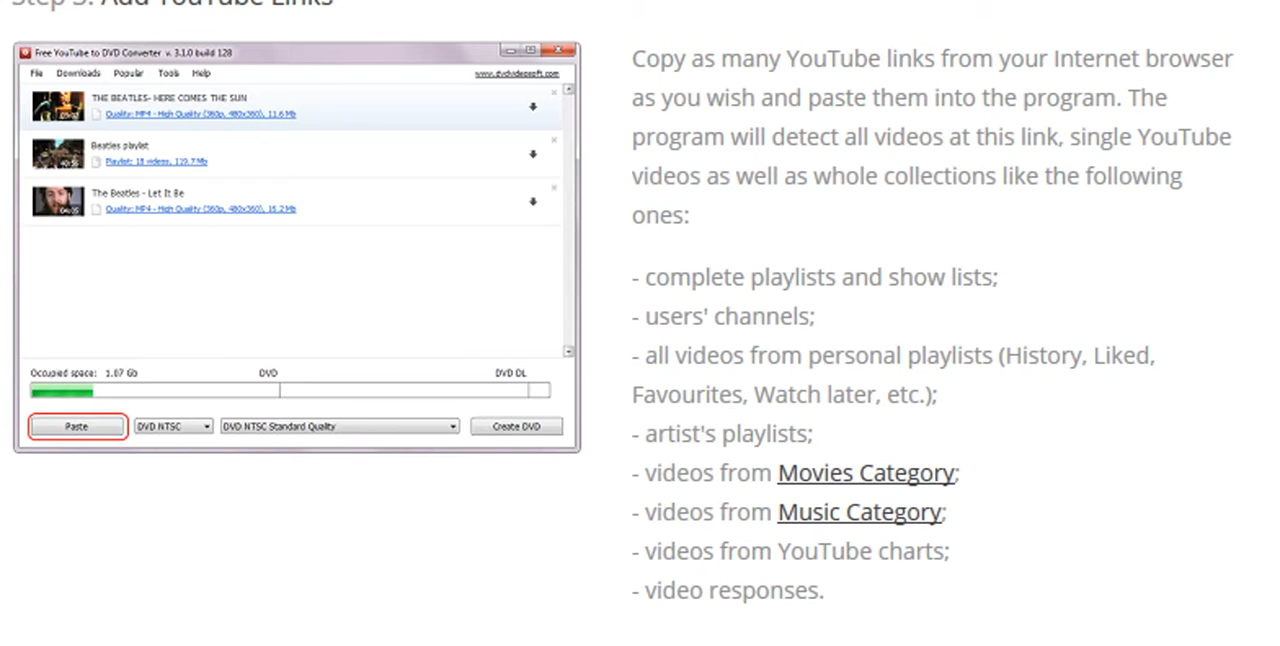 Step 3. Add YouTube Links
Free YouTube to DVD Converter v. 3.1.0 build 128
File Downloads Popular Tools Help www.dvdvideosoft.com
THE BEATLES- HERE COMES THE SUN
Quality: MP4 - High Quality (360p, 480x360), 11.6 Mb
Beatles playlist
Playlist: 18 videos, 119.7 Mb
The Beatles - Let It Be
Quality: MP4 - High Quality (360p, 480x360), 16.2 Mb
Occupied space: 1.07 Gb DVD DVD DL
Paste DVD NTSC DVD NTSC Standard Quality Create DVD
Copy as many YouTube links from your Internet browser
as you wish and paste them into the program. The
program will detect all videos at this link, single YouTube
videos as well as whole collections like the following
ones:
- complete playlists and show lists;
- users' channels;
- all videos from personal playlists (History, Liked,
Favourites, Watch later, etc.);
- artist's playlists;
- videos from Movies Category;
- videos from Music Category;
- videos from YouTube charts;
- video responses.